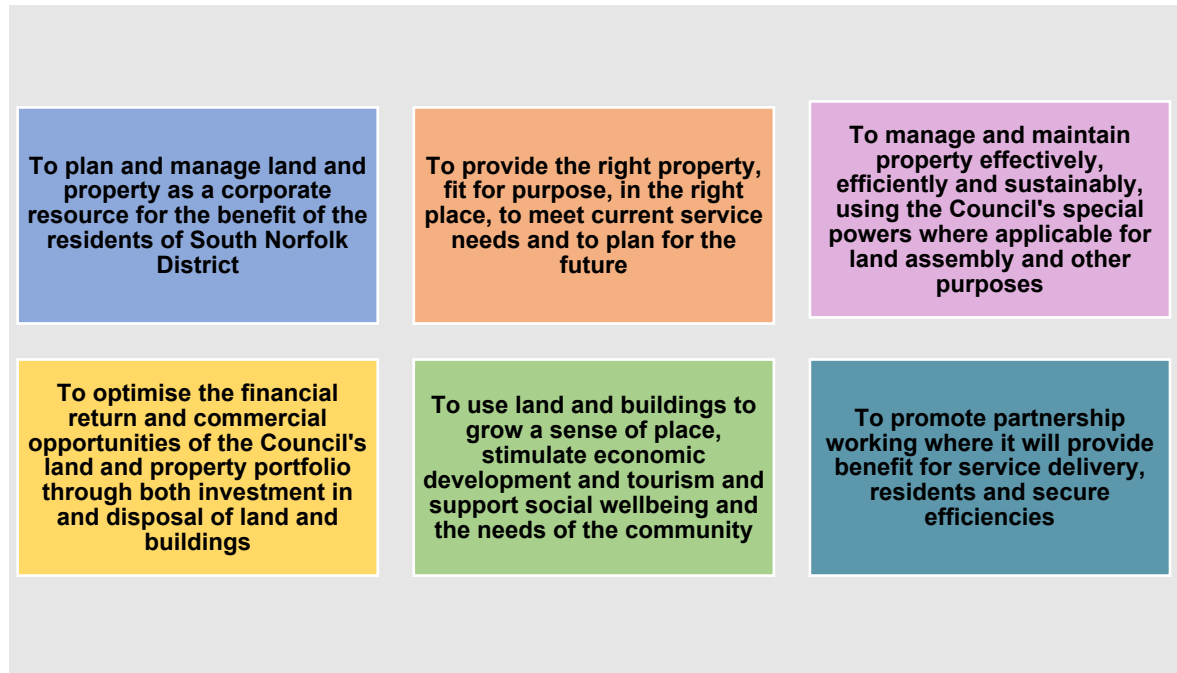 To plan and manage land and
property as a corporate
resource for the benefit of the
residents of South Norfolk
District
To provide the right property,
fit for purpose, in the right
place, to meet current service
needs and to plan for the
future
To manage and maintain
property effectively,
efficiently and sustainably,
using the Council's special
powers where applicable for
land assembly and other
purposes
To optimise the financial
return and commercial
opportunities of the Council's
land and property portfolio
through both investment in
and disposal of land and
buildings
To use land and buildings to
grow a sense of place,
stimulate economic
development and tourism and
support social wellbeing and
the needs of the community
To promote partnership
working where it will provide
benefit for service delivery,
residents and secure
efficiencies